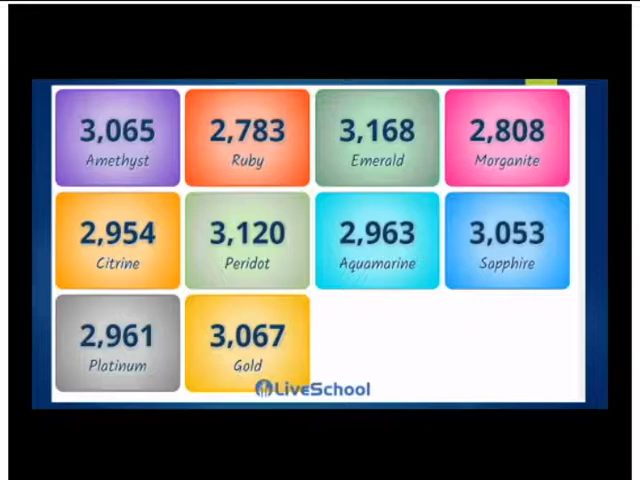 3,065 2,783 3,168 2,808
Amethyst Ruby Emerald Morganite
2,954 3,120 2,963 3,053
Citrine Peridot Aquamarine Sapphire
2,961 3,067
Platinum Gold
LiveSchool